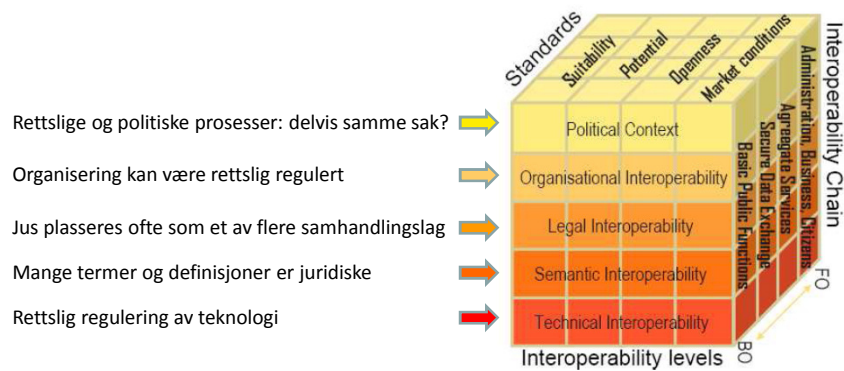 Rettslige og politiske prosesser: delvis samme sak?
Organisering kan være rettslig regulert
Jus plasseres ofte som et av flere samhandlingslag
Mange termer og definisjoner er juridiske
Rettslig regulering av teknologi
Standards
Suitability
Potential
Openness
Market conditions
Political Context
Organisational Interoperability
Legal Interoperability
Semantic Interoperability
Technical Interoperability
Interoperability levels
Basic Public Functions
Secure Data Exchange
Agreegate Services
Administration, Business, Citizens
Interoperability Chain
BO
FO